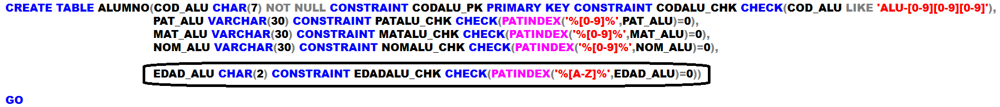 CREATE TABLE ALUMNO(COD_ALU CHAR(7) NOT NULL CONSTRAINT CODALU_PK PRIMARY KEY CONSTRAINT CODALU_CHK CHECK(COD_ALU LIKE 'ALU-[0-9][0-9][0-9]'),
PAT_ALU VARCHAR(30) CONSTRAINT PATALU_CHK CHECK(PATINDEX('%[0-9]%',PAT_ALU)=0),
MAT_ALU VARCHAR(30) CONSTRAINT MATALU_CHK CHECK(PATINDEX('%[0-9]%',MAT_ALU)=0),
NOM_ALU VARCHAR(30) CONSTRAINT NOMALU_CHK CHECK(PATINDEX('%[0-9]%',NOM_ALU)=0),
EDAD_ALU CHAR(2) CONSTRAINT EDADALU_CHK CHECK(PATINDEX('%[A-Z]%',EDAD_ALU)=0))
GO